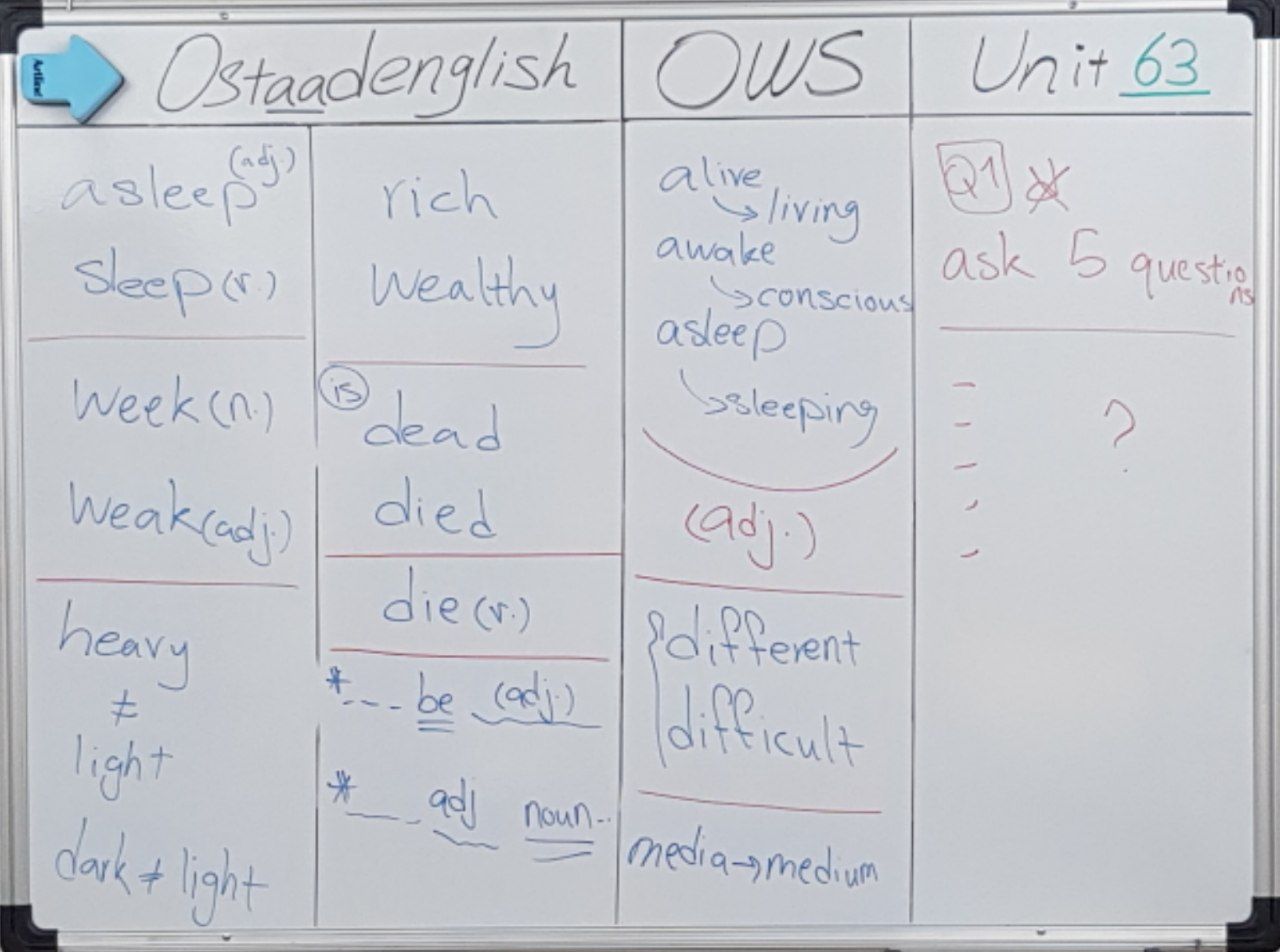 Ostaadenglish
OWS
Unit 63
asleep (adj.)
sleep (v.)
week (n.)
weak (adj.)
heavy
≠
light
dark ≠ light
rich
wealthy
is
dead
died
die (v.)
*--- be (adj.)
*___ adj noun..
alive
↳ living
awake
↳ conscious
asleep
↳ sleeping
(adj.)
{different
difficult
media → medium
Q1 ☆
ask 5 questions
-
- ?
-
-
-